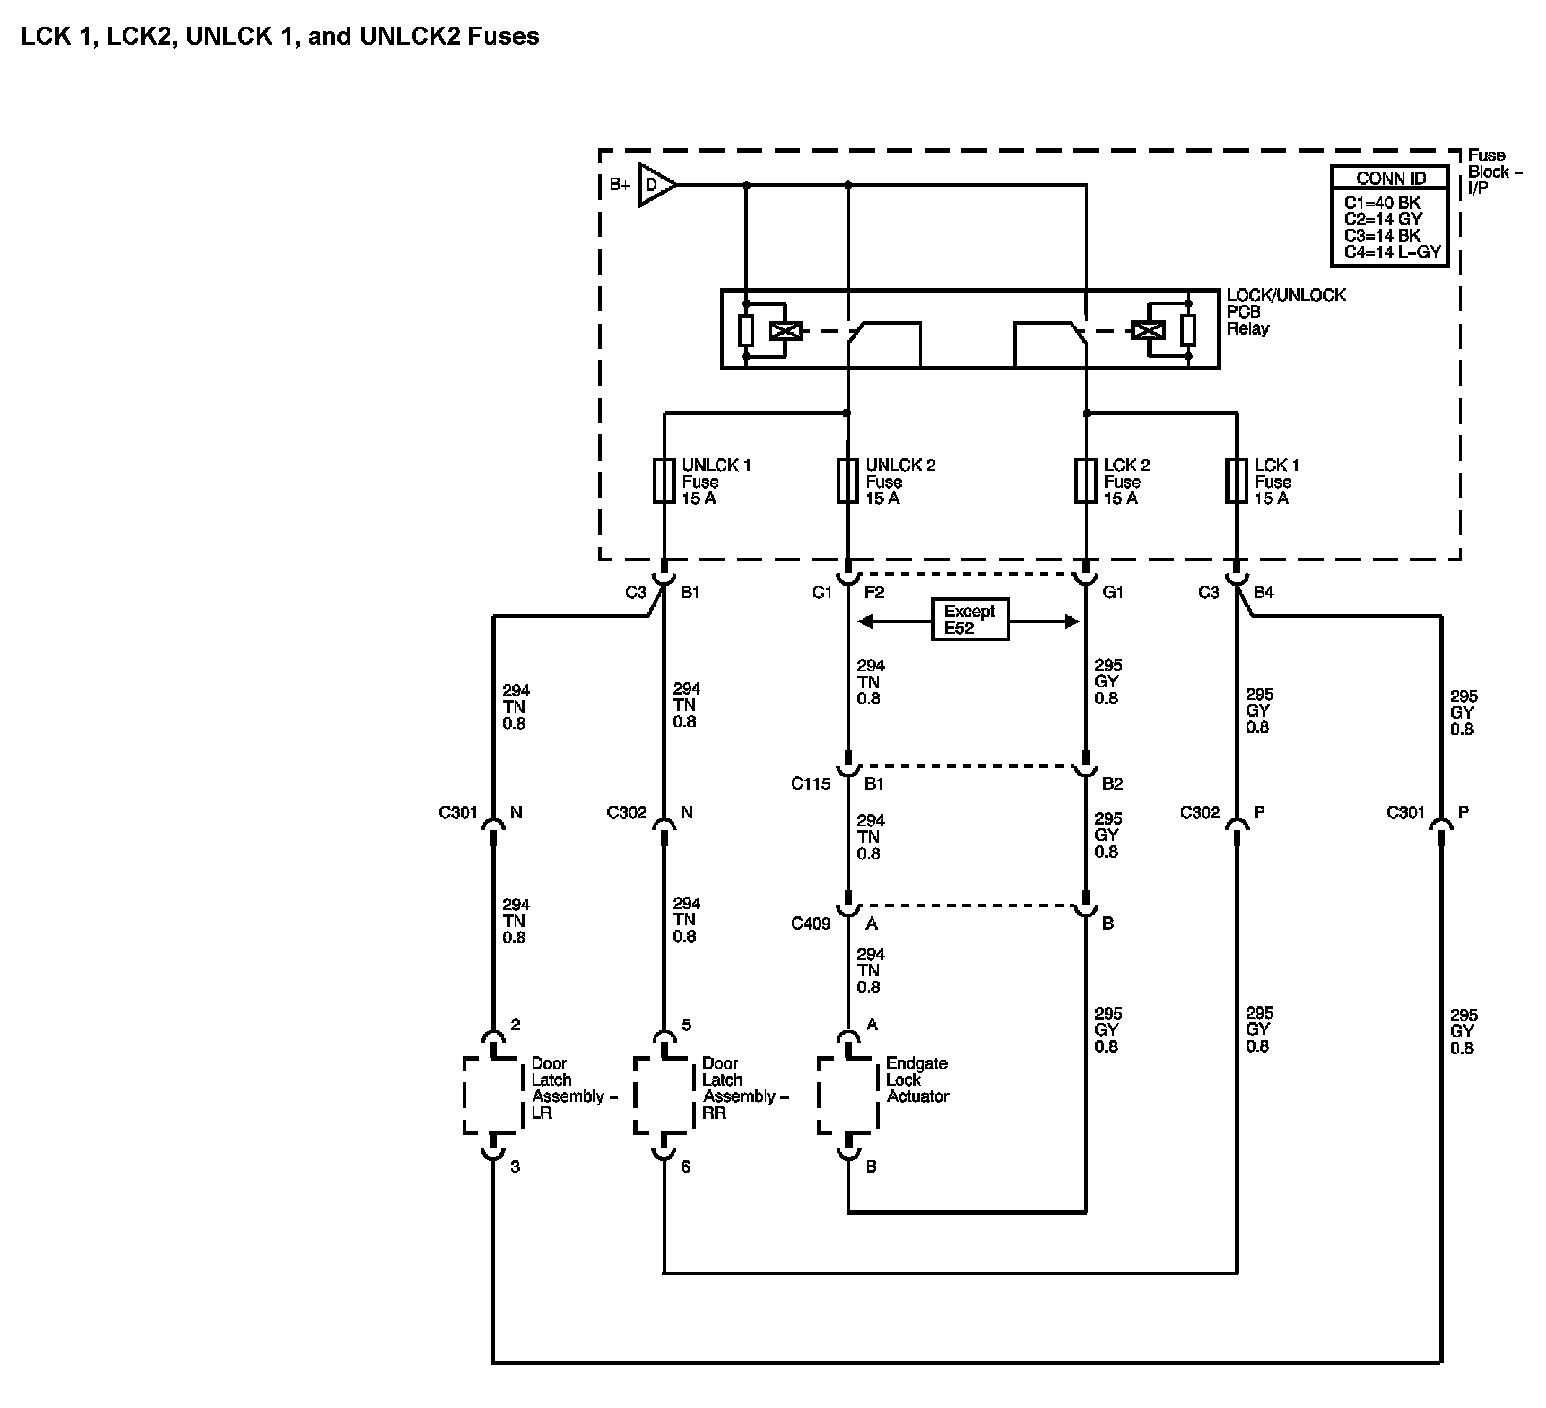 LCK 1, LCK2, UNLCK 1, and UNLCK2 Fuses
Fuse
Block –
I/P
B+
D
CONN ID
C1=40 BK
C2=14 GY
C3=14 BK
C4=14 L–GY
LOCK/UNLOCK
PCB
Relay
UNLCK 1
Fuse
15 A
UNLCK 2
Fuse
15 A
LCK 2
Fuse
15 A
LCK 1
Fuse
15 A
C3
B1
C1
F2
G1
C3
B4
Except
E52
294
TN
0.8
294
TN
0.8
294
TN
0.8
295
GY
0.8
295
GY
0.8
295
GY
0.8
C115
B1
B2
C301
N
C302
N
294
TN
0.8
295
GY
0.8
C302
P
C301
P
294
TN
0.8
294
TN
0.8
C409
A
B
294
TN
0.8
295
GY
0.8
295
GY
0.8
295
GY
0.8
2
5
A
Door
Latch
Assembly –
LR
Door
Latch
Assembly –
RR
Endgate
Lock
Actuator
3
6
B